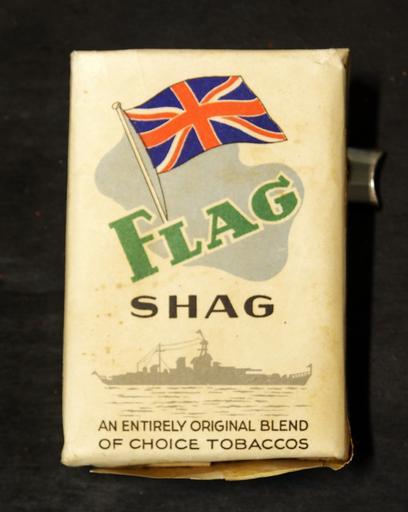 FLAG
SHAG
AN ENTIRELY ORIGINAL BLEND
OF CHOICE TOBACCOS